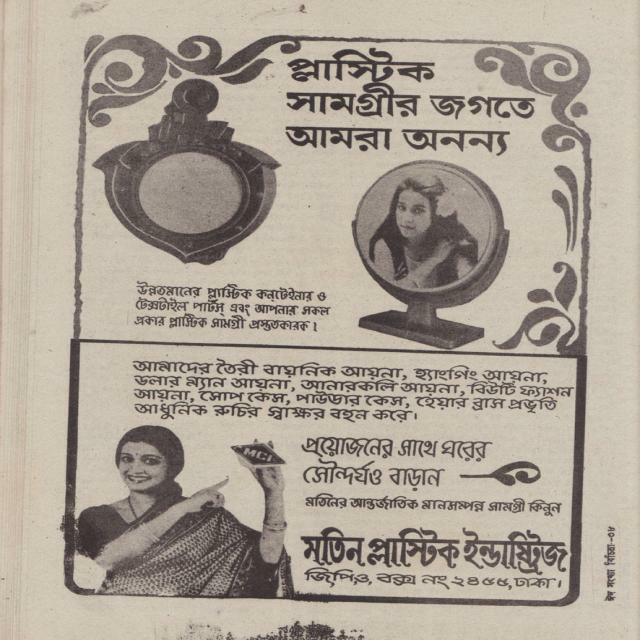 প্লাস্টিক
সামগ্রীর জগতে
আমরা অনন্য
উন্নতমানের প্লাস্টিক কনটেইনার ও
টেক্সটাইল পার্টস এবং আপনার সকল
প্রকার প্লাস্টিক সামগ্রী প্রস্তুতকারক।
আমাদের তৈরী বায়নিক আয়না, হ্যাংগিং আয়না,
ডলার ম্যান আয়না, আনারকলি আয়না, বিউটি ফ্যাশন
আয়না, সোপ কেস, পাউডার কেস, হেয়ার ব্রাস প্রভৃতি
আধুনিক রুচির স্বাক্ষর বহন করে।
MCI
প্রয়োজনের সাথে ঘরের
সৌন্দর্যও বাড়ান
মতিনের আন্তর্জাতিক মানসম্পন্ন সামগ্রী কিনুন
মতিন প্লাস্টিক ইন্ডাষ্ট্রিজ
জি,পি,ও, বক্স নং ২৪৫৫, ঢাকা।
ঈদ সংখ্যা বিচিত্রা-৩৮